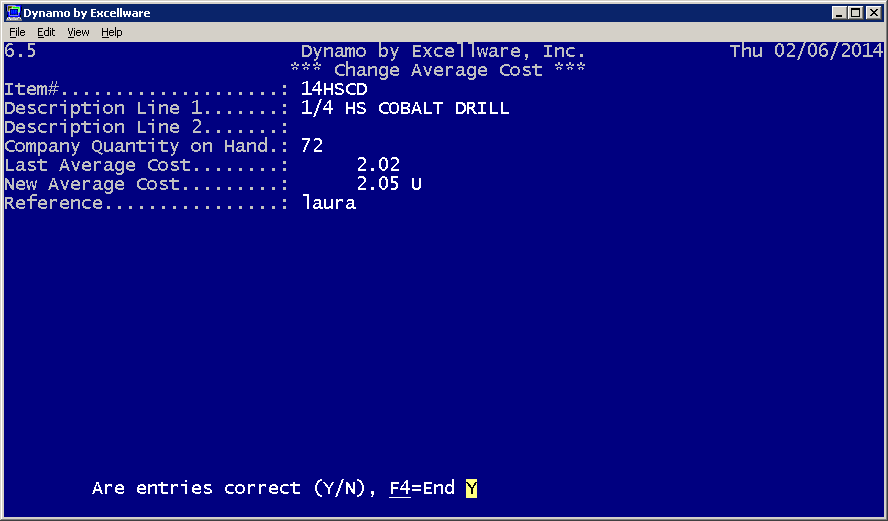 Dynamo by Excellware
File Edit View Help
6.5 Dynamo by Excellware, Inc. Thu 02/06/2014
*** Change Average Cost ***
Item#....................: 14HSCD
Description Line 1.......: 1/4 HS COBALT DRILL
Description Line 2.......:
Company Quantity on Hand.: 72
Last Average Cost........: 2.02
New Average Cost.........: 2.05 U
Reference................: laura
Are entries correct (Y/N), F4=End Y